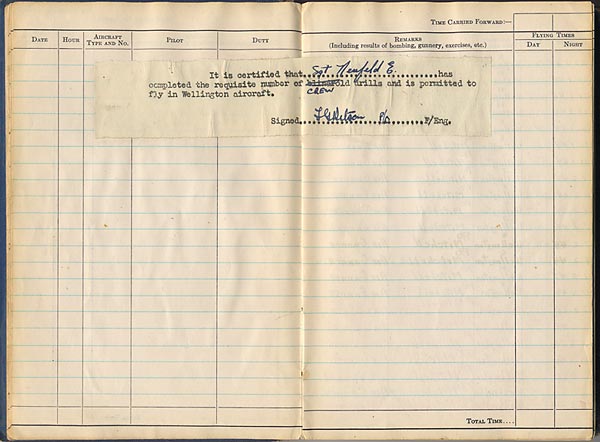 TIME CARRIED FORWARD:—
DATE HOUR AIRCRAFT TYPE AND NO. PILOT DUTY REMARKS FLYING TIMES
(Including results of bombing, gunnery, exercises, etc.) DAY NIGHT
It is certified that...Sgt Neufeld E..........has
completed the requisite number of blindfold drills and is permitted to
crew
fly in Wellington aircraft.
Signed.....................F/Eng.
TOTAL TIME....